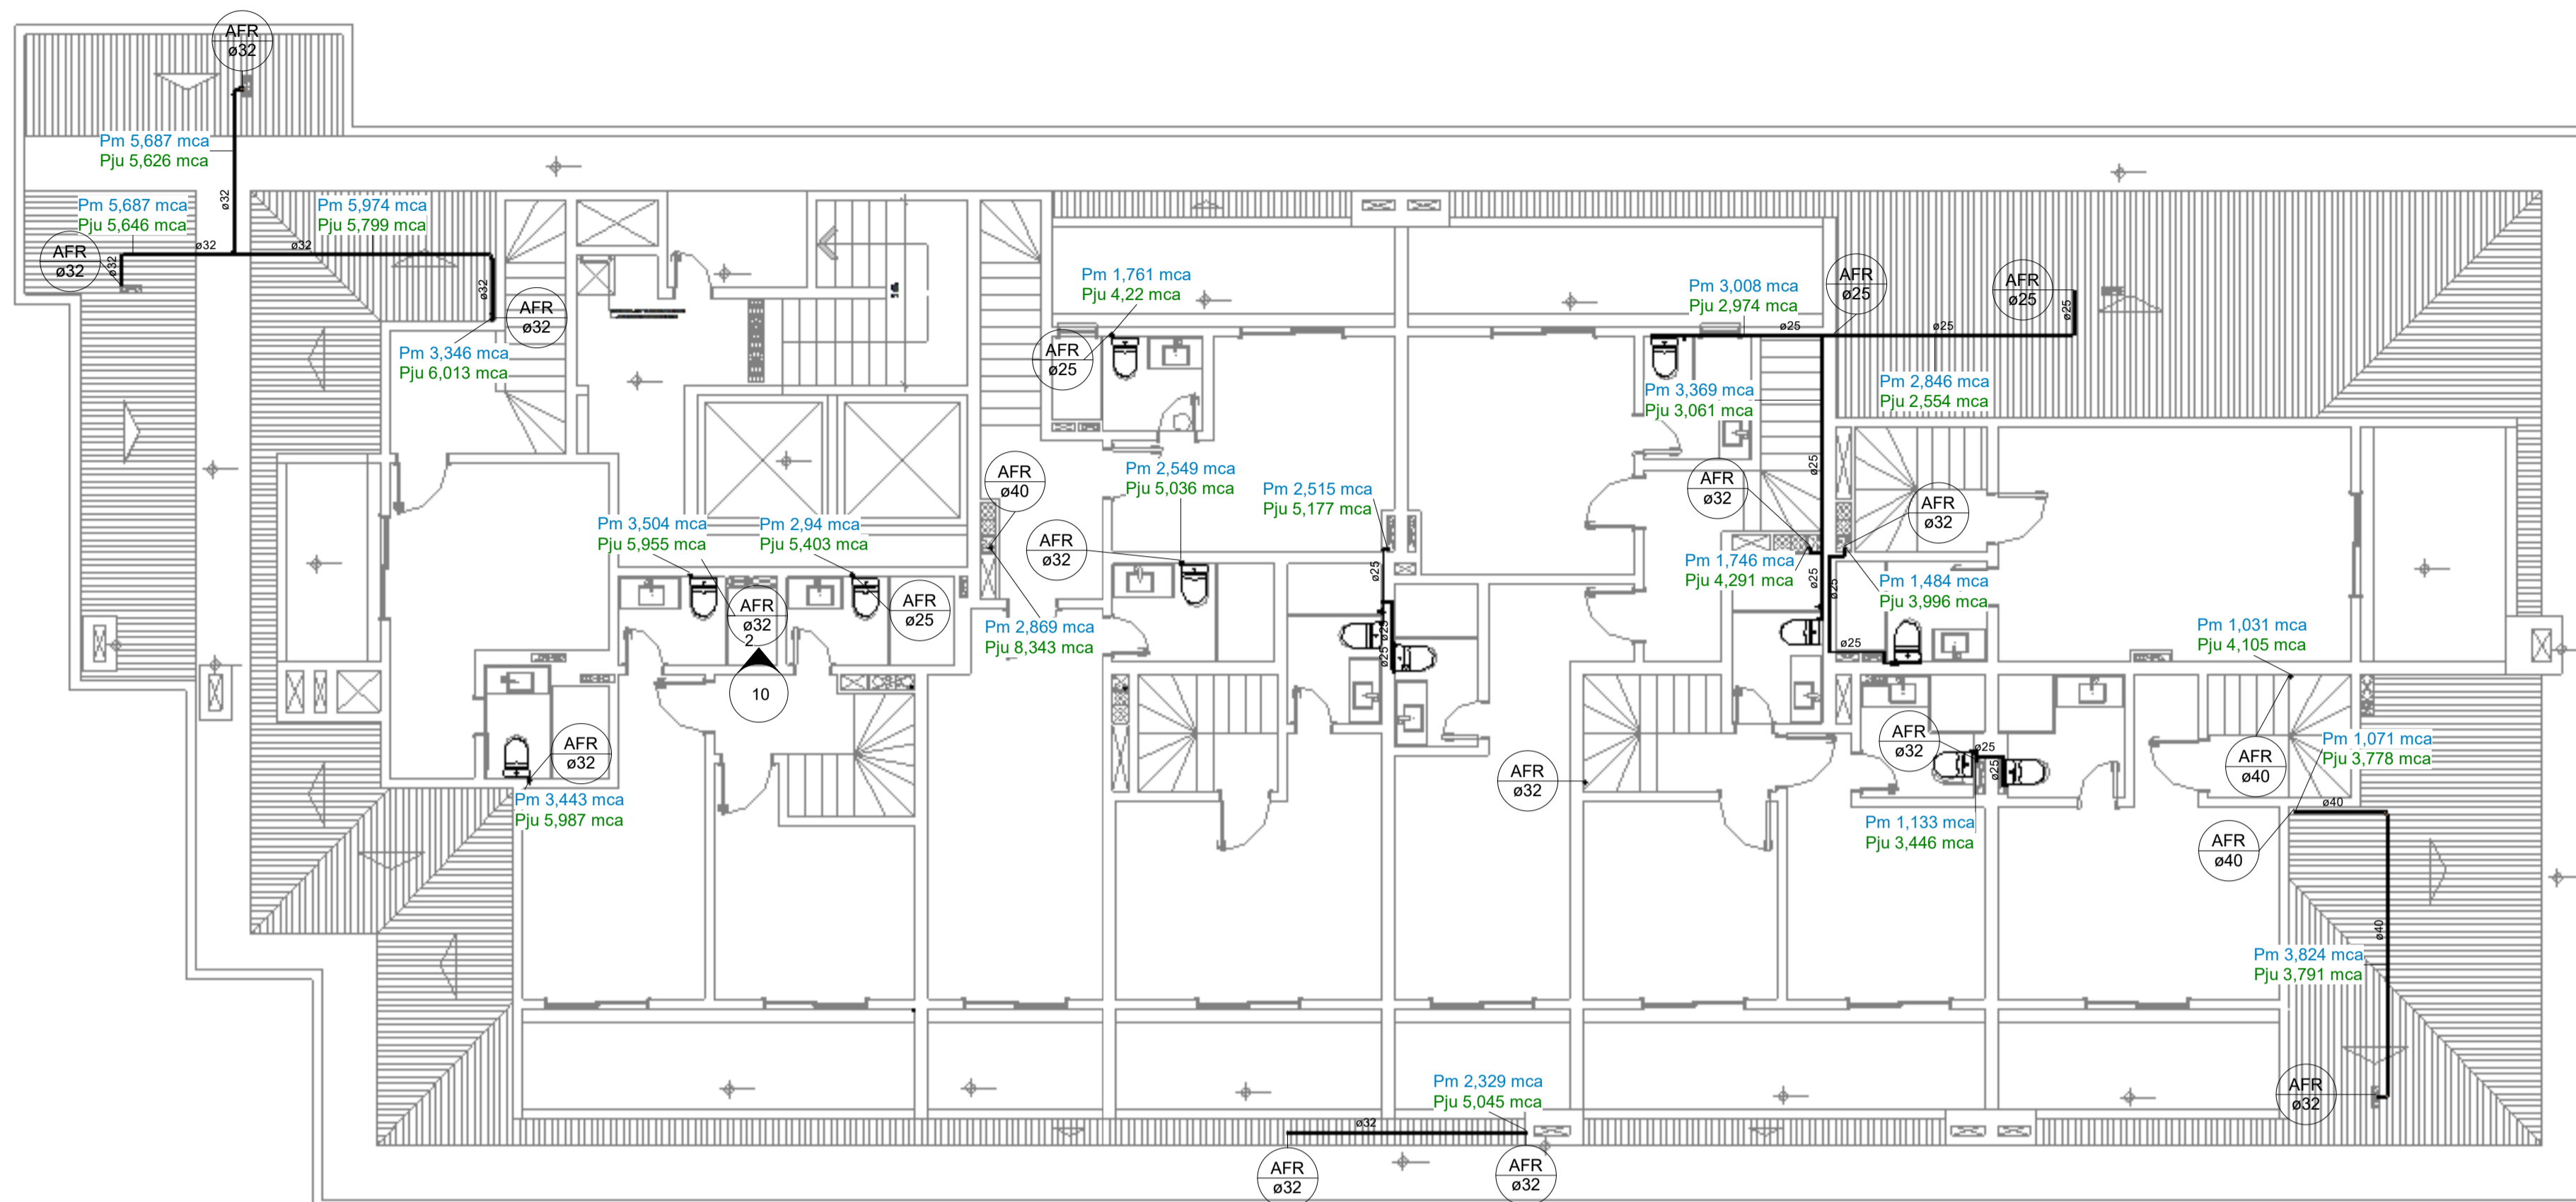 AFR
ø32
Pm 5,687 mca
Pju 5,626 mca
ø32
Pm 5,687 mca
Pju 5,646 mca
Pm 5,974 mca
Pju 5,799 mca
AFR
ø32
ø32
ø32
ø32
ø32
AFR
ø32
Pm 3,346 mca
Pju 6,013 mca
Pm 1,761 mca
Pju 4,22 mca
AFR
ø25
Pm 3,008 mca
Pju 2,974 mca
AFR
ø25
AFR
ø25
ø25
ø25
ø25
Pm 3,369 mca
Pju 3,061 mca
Pm 2,846 mca
Pju 2,554 mca
AFR
ø40
Pm 2,549 mca
Pju 5,036 mca
Pm 2,515 mca
Pju 5,177 mca
AFR
ø32
ø25
AFR
ø32
Pm 3,504 mca
Pju 5,955 mca
Pm 2,94 mca
Pju 5,403 mca
AFR
ø32
ø25
Pm 1,746 mca
Pju 4,291 mca
ø25
ø25
Pm 1,484 mca
Pju 3,996 mca
AFR
ø32
2
10
AFR
ø25
Pm 2,869 mca
Pju 8,343 mca
ø25
ø25
ø25
Pm 1,031 mca
Pju 4,105 mca
AFR
ø32
Pm 3,443 mca
Pju 5,987 mca
AFR
ø32
AFR
ø32
ø25
ø25
AFR
ø40
Pm 1,071 mca
Pju 3,778 mca
ø40
Pm 1,133 mca
Pju 3,446 mca
AFR
ø40
ø40
Pm 3,824 mca
Pju 3,791 mca
AFR
ø32
Pm 2,329 mca
Pju 5,045 mca
ø32
AFR
ø32
AFR
ø32